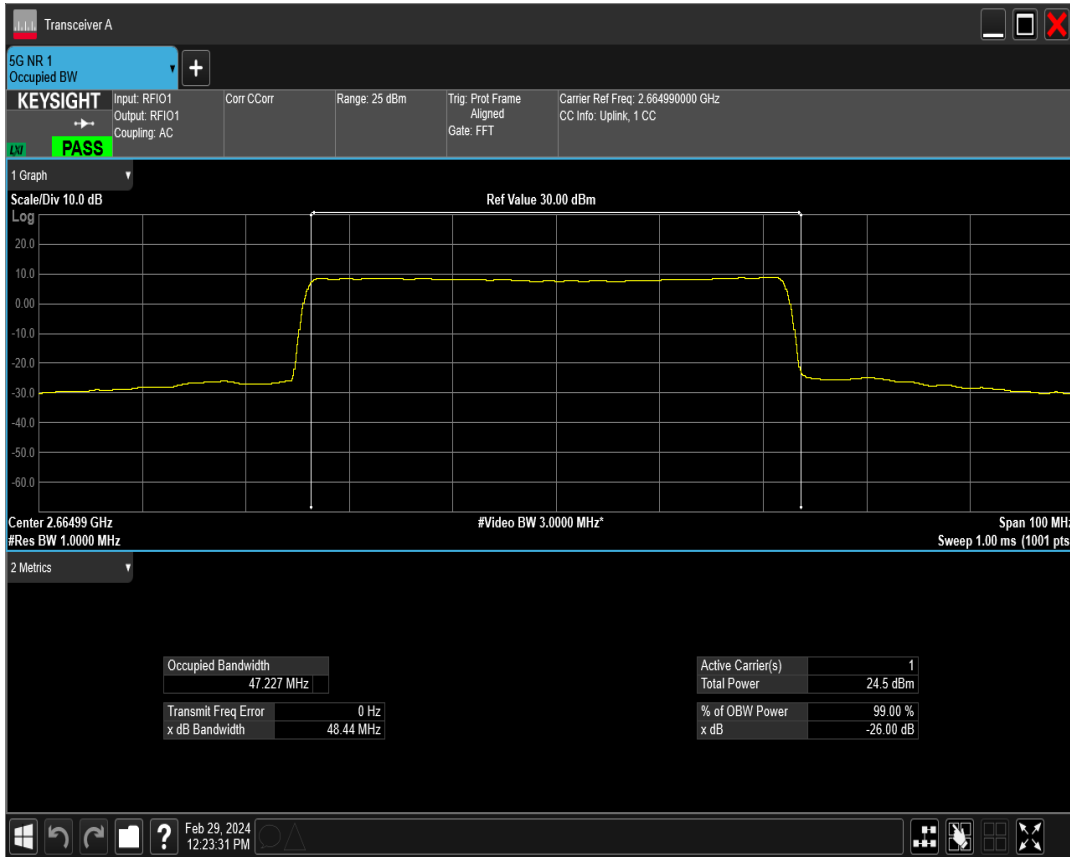 Transceiver A
5G NR 1
Occupied BW
+
KEYSIGHT
LXI
PASS
Input: RFIO1
Output: RFIO1
Coupling: AC
Corr CCorr
Range: 25 dBm
Trig: Prot Frame
Aligned
Gate: FFT
Carrier Ref Freq: 2.664990000 GHz
CC Info: Uplink, 1 CC
1 Graph
Scale/Div 10.0 dB
Ref Value 30.00 dBm
Log
20.0
10.0
0.00
-10.0
-20.0
-30.0
-40.0
-50.0
-60.0
Center 2.66499 GHz
#Video BW 3.0000 MHz*
Span 100 MHz
#Res BW 1.0000 MHz
Sweep 1.00 ms (1001 pts
2 Metrics
Occupied Bandwidth
47.227 MHz
Transmit Freq Error 0 Hz
x dB Bandwidth 48.44 MHz
Active Carrier(s) 1
Total Power 24.5 dBm
% of OBW Power 99.00 %
x dB -26.00 dB
?
Feb 29, 2024
12:23:31 PM